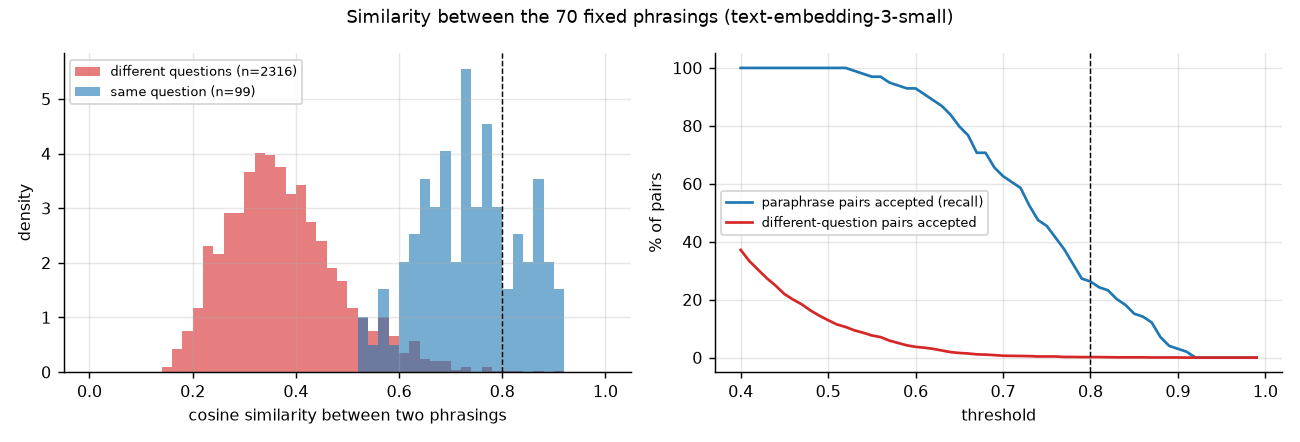 Similarity between the 70 fixed phrasings (text-embedding-3-small)
different questions (n=2316)
same question (n=99)
density
5
4
3
2
1
0
0.0 0.2 0.4 0.6 0.8 1.0
cosine similarity between two phrasings
% of pairs
100
80
60
40
20
0
paraphrase pairs accepted (recall)
different-question pairs accepted
0.4 0.5 0.6 0.7 0.8 0.9 1.0
threshold